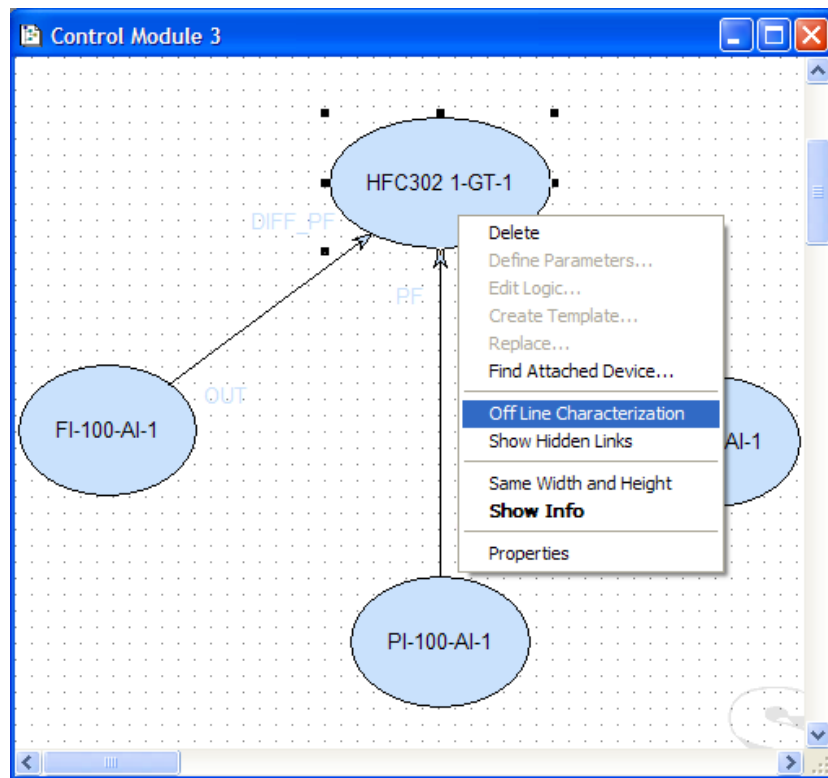 Control Module 3
HFC302 1-GT-1
DIFF_PF
Delete
Define Parameters...
Edit Logic...
PF
Create Template...
Replace...
Find Attached Device...
OUT
Off Line Characterization
FI-100-AI-1
Show Hidden Links
AI-1
Same Width and Height
Show Info
Properties
PI-100-AI-1